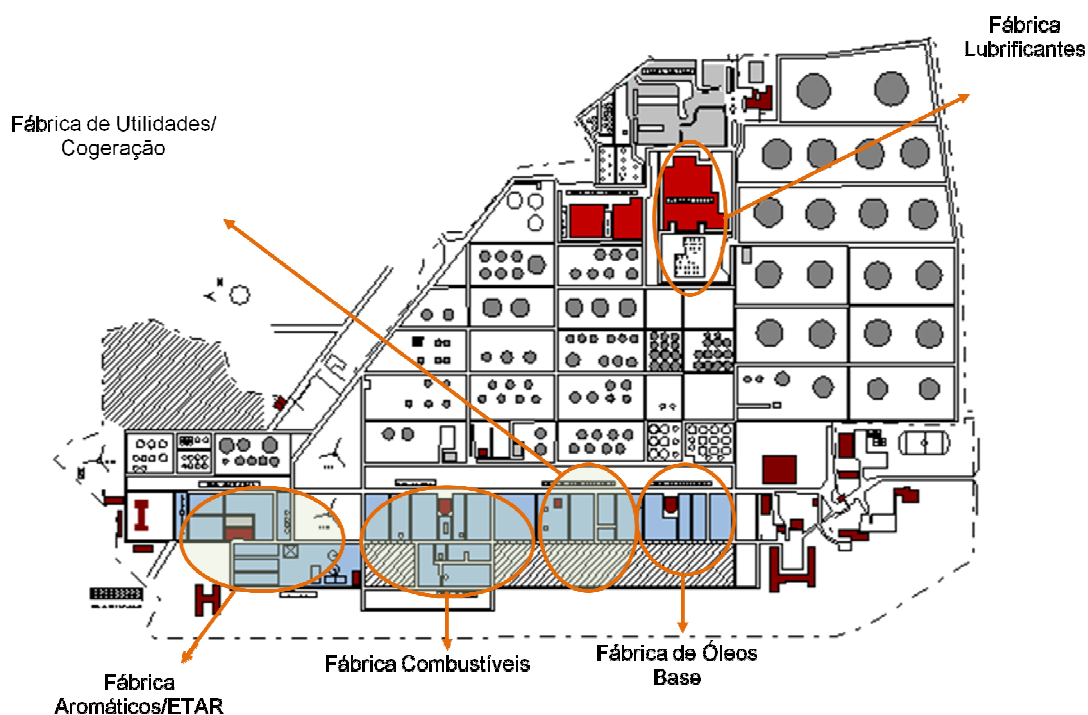 Fábrica
Lubrificantes
Fábrica de Utilidades/
Cogeração
Fábrica Combustíveis
Fábrica de Óleos
Base
Fábrica
Aromáticos/ETAR